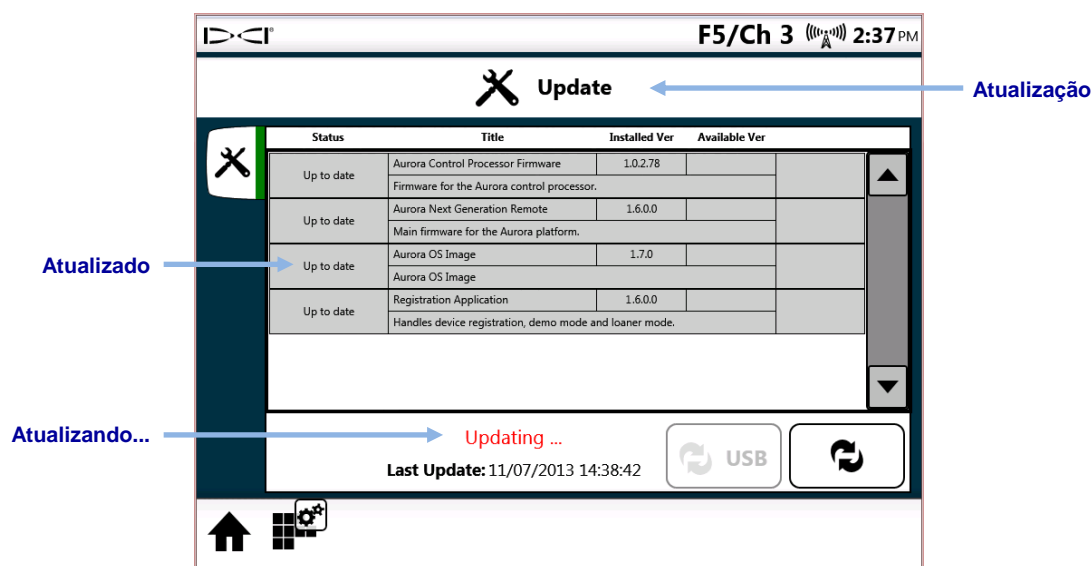 DCI®
F5/Ch 3 2:37 PM
Update
Atualização
Status Title Installed Ver Available Ver
Up to date Aurora Control Processor Firmware 1.0.2.78
Firmware for the Aurora control processor.
Up to date Aurora Next Generation Remote 1.6.0.0
Main firmware for the Aurora platform.
Atualizado
Up to date Aurora OS Image 1.7.0
Aurora OS Image
Up to date Registration Application 1.6.0.0
Handles device registration, demo mode and loaner mode.
Atualizando...
Updating ...
USB
Last Update: 11/07/2013 14:38:42